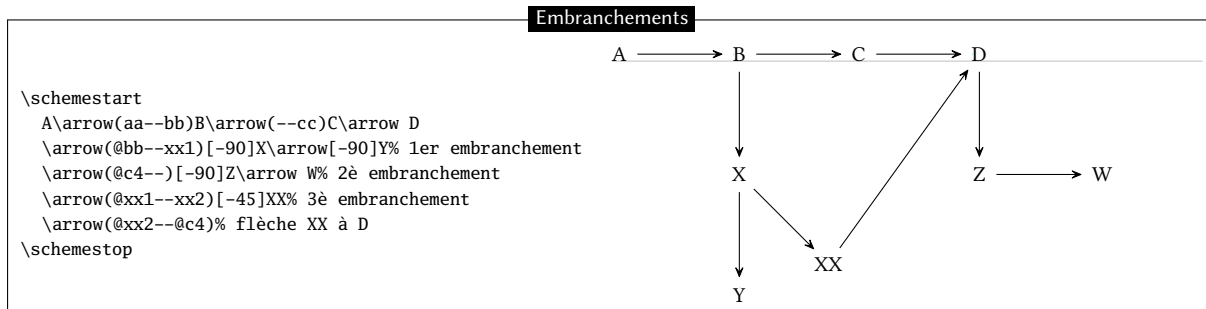 Embranchements
\schemestart
A\arrow(aa--bb)B\arrow(--cc)C\arrow D
\arrow(@bb--xx1)[-90]X\arrow[-90]Y% 1er embranchement
\arrow(@c4--)[-90]Z\arrow W% 2è embranchement
\arrow(@xx1--xx2)[-45]XX% 3è embranchement
\arrow(@xx2--@c4)% flèche XX à D
\schemestop
A B C D
X Z W
XX
Y